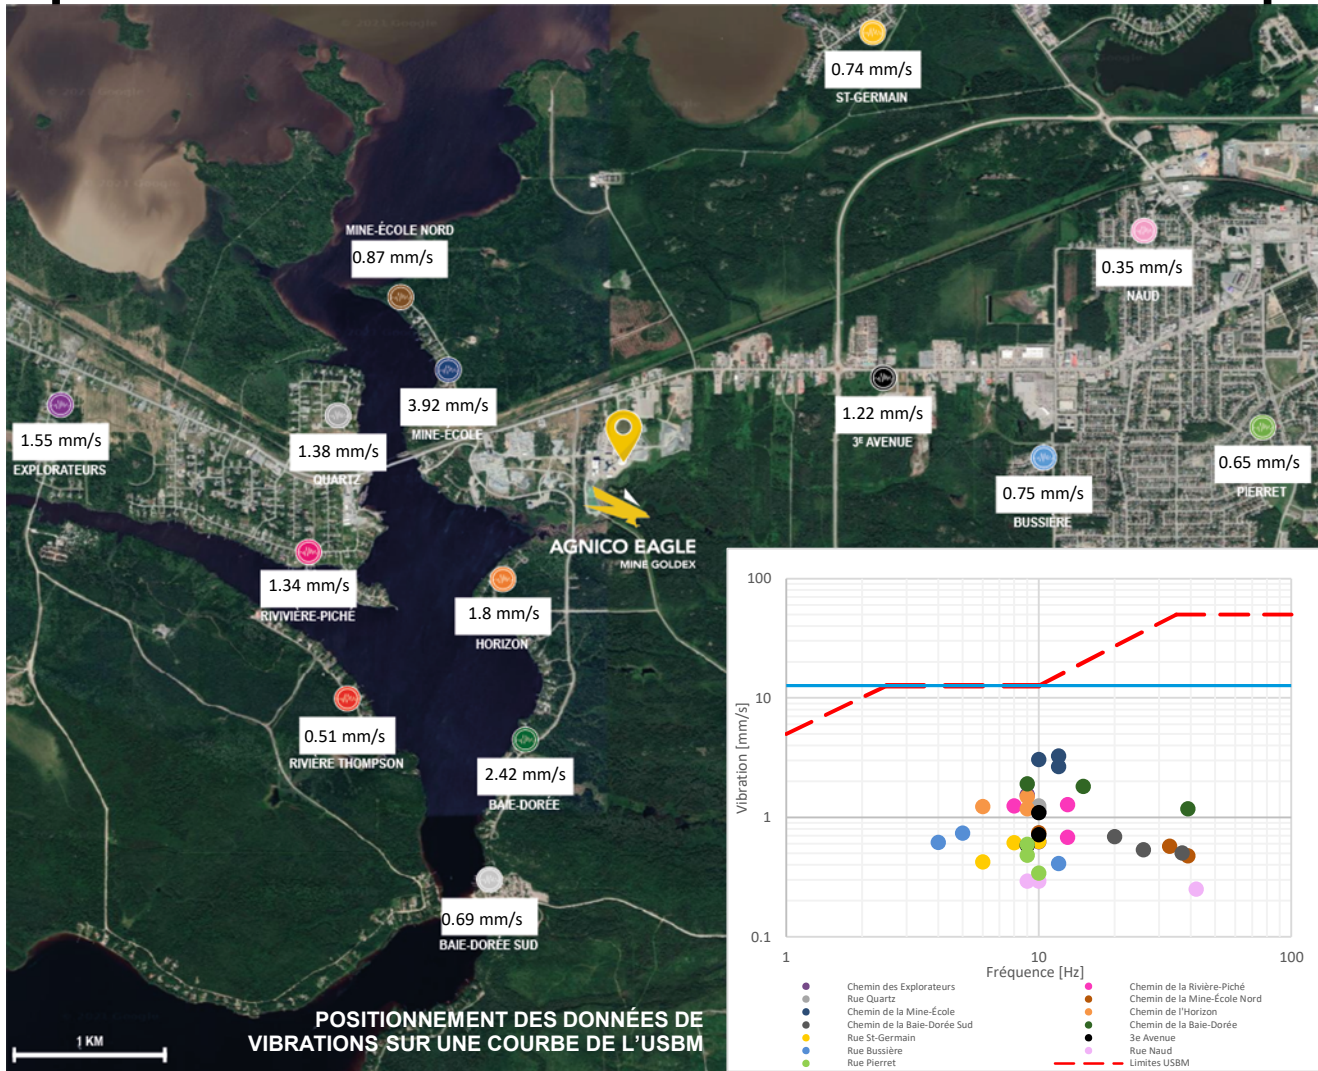 0.74 mm/s
ST-GERMAIN
MINE-ÉCOLE NORD
0.87 mm/s
0.35 mm/s
NAUD
3.92 mm/s
MINE-ÉCOLE
1.22 mm/s
3E AVENUE
1.55 mm/s
EXPLORATEURS
1.38 mm/s
QUARTZ
0.65 mm/s
PIERRET
0.75 mm/s
BUSSIÈRE
AGNICO EAGLE
MINE GOLDEX
1.34 mm/s
RIVIVIÈRE-PICHÉ
1.8 mm/s
HORIZON
0.51 mm/s
RIVIÈRE THOMPSON
2.42 mm/s
BAIE-DORÉE
0.69 mm/s
BAIE-DORÉE SUD
POSITIONNEMENT DES DONNÉES DE
VIBRATIONS SUR UNE COURBE DE L'USBM
1 KM
100
10
1
0.1
Vibration [mm/s]
1 10 100
Fréquence [Hz]
Chemin des Explorateurs
Chemin de la Rivière-Piché
Rue Quartz
Chemin de la Mine-École Nord
Chemin de la Mine-École
Chemin de l'Horizon
Chemin de la Baie-Dorée Sud
Chemin de la Baie-Dorée
Rue St-Germain
3e Avenue
Rue Bussière
Rue Naud
Rue Pierret
Limites USBM